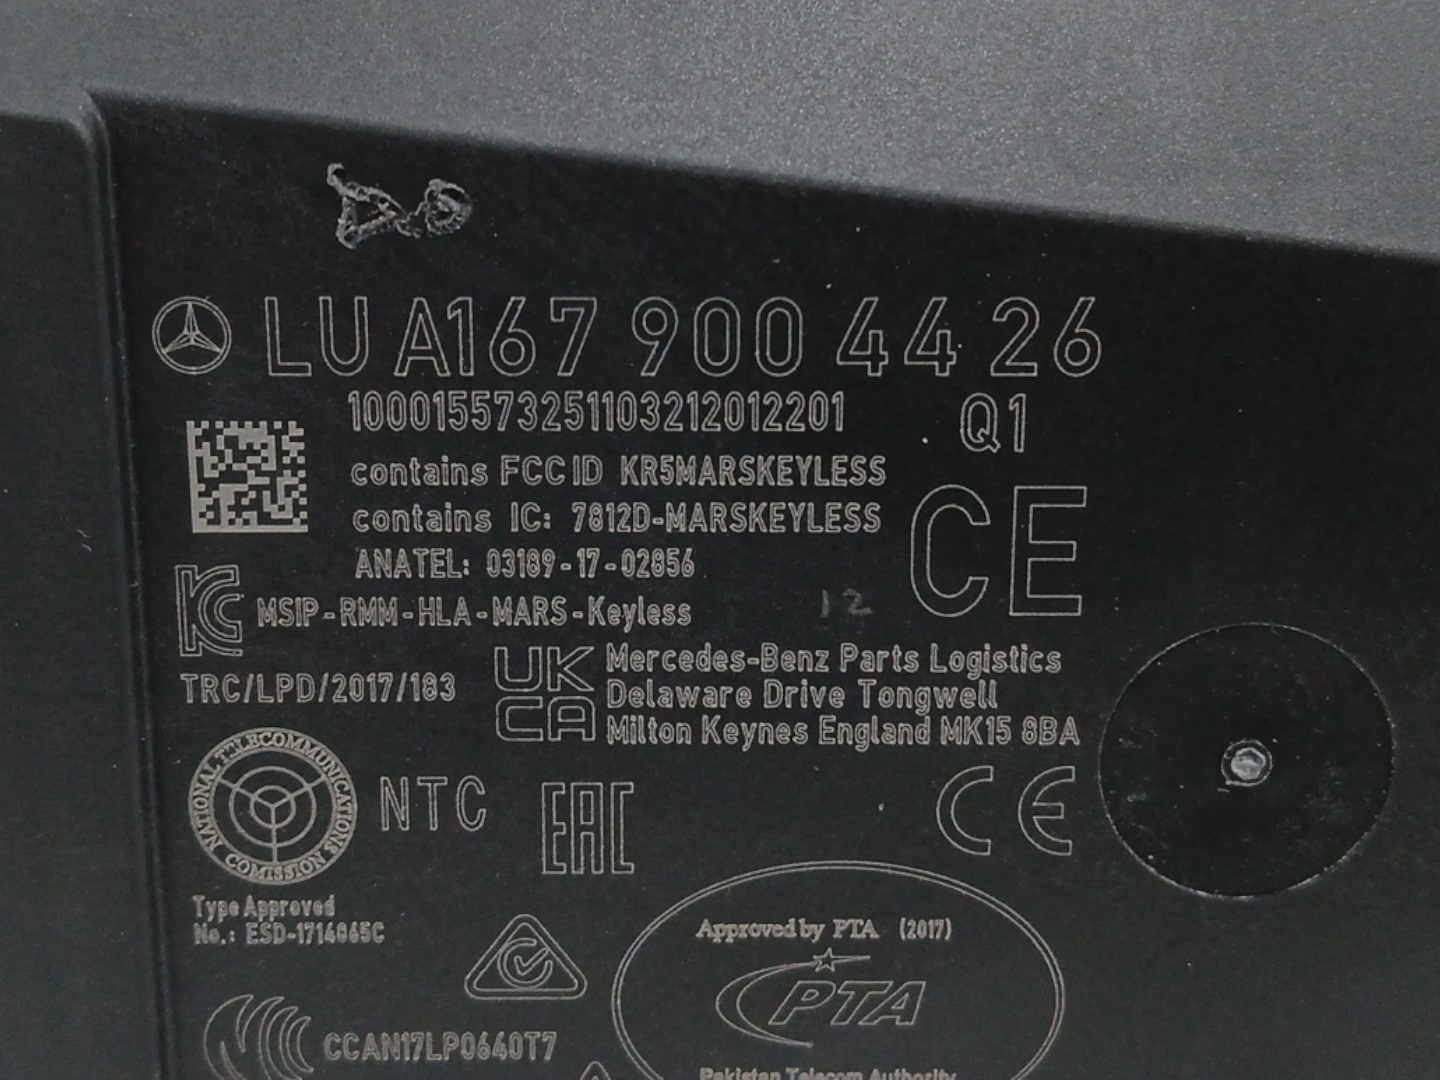 LU A167 900 44 26
10001557325110321201​2201 Q1
contains FCC ID KR5MARSKEYLESS
contains IC: 7812D-MARSKEYLESS
CE
ANATEL: 03189-17-02856
MSIP-RMM-HLA-MARS-Keyless
12
TRC/LPD/2017/183
UK
CA
Mercedes-Benz Parts Logistics
Delaware Drive Tongwell
Milton Keynes England MK15 8BA
NATIONAL TELECOMMUNICATIONS
COMISSION
NTC
EAC
CE
Type Approved
No.: ESD-1714865C
Approved by PTA (2017)
PTA
CCAN17LP0640T7
Pakistan Telecom Authority